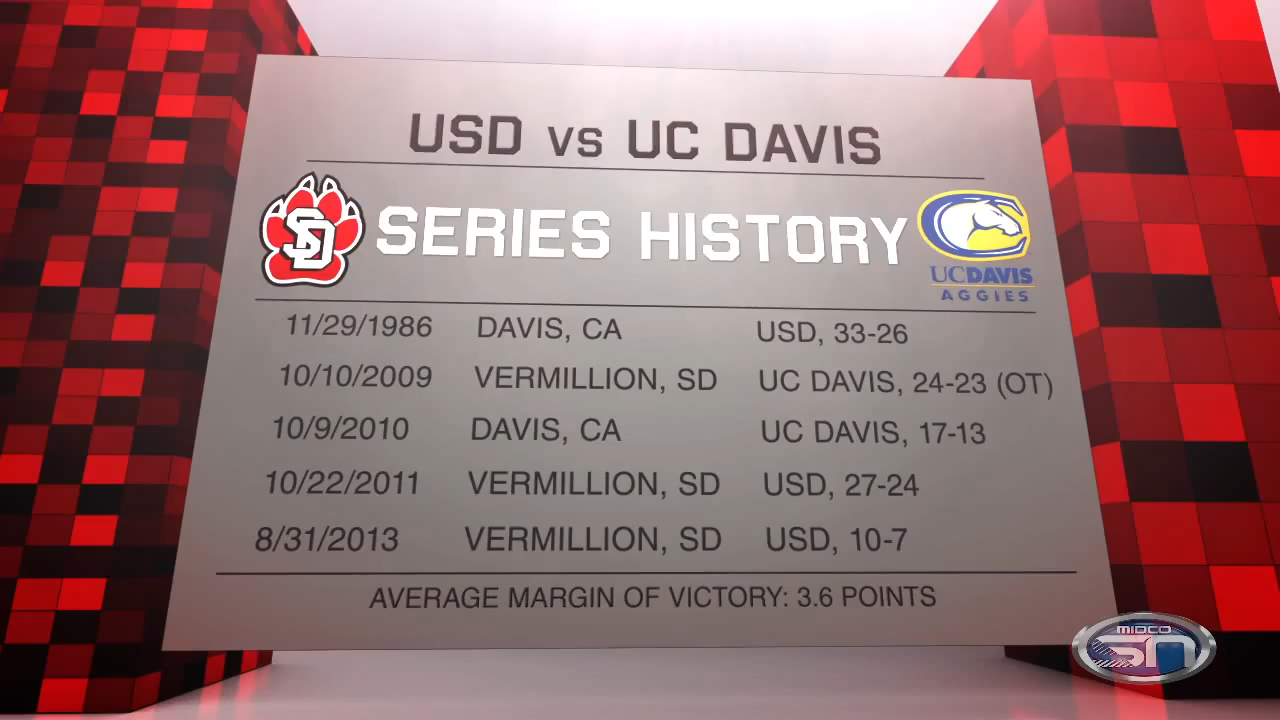 USD VS UC DAVIS
SD
SERIES HISTORY
UCDAVIS
AGGIES
11/29/1986 DAVIS, CA USD, 33-26
10/10/2009 VERMILLION, SD UC DAVIS, 24-23 (OT)
10/9/2010 DAVIS, CA UC DAVIS, 17-13
10/22/2011 VERMILLION, SD USD, 27-24
8/31/2013 VERMILLION, SD USD, 10-7
AVERAGE MARGIN OF VICTORY: 3.6 POINTS
MIDCO
SN